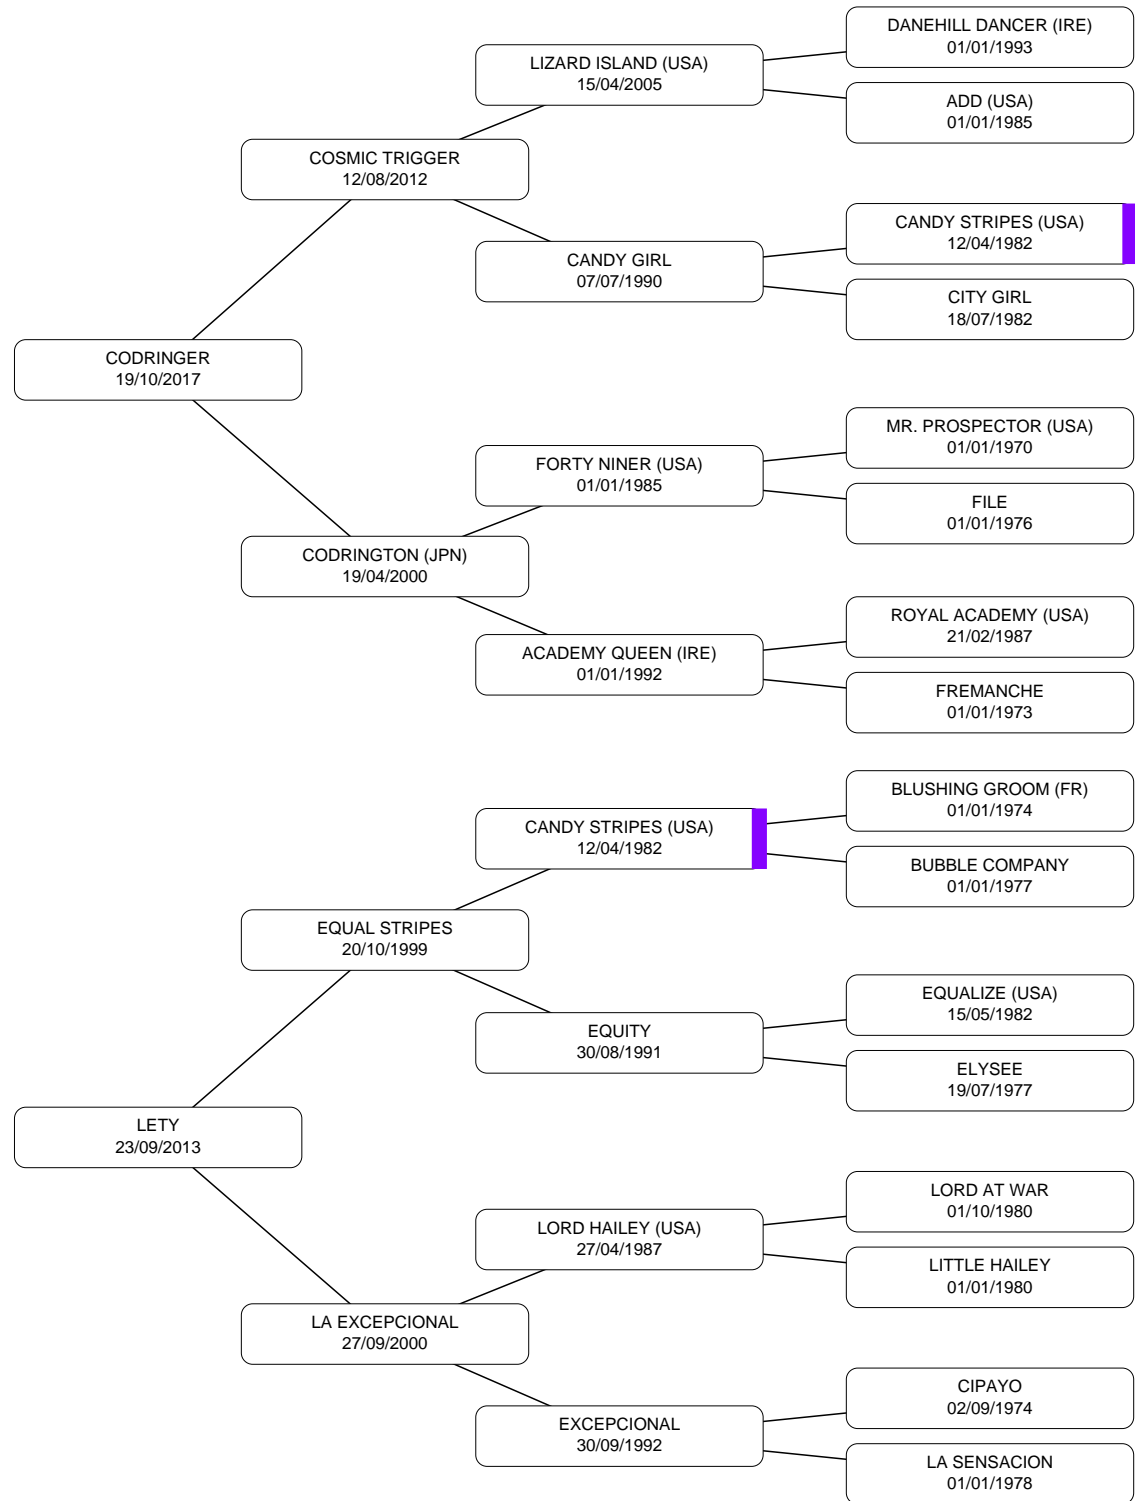 DANEHILL DANCER (IRE)
01/01/1993
LIZARD ISLAND (USA)
15/04/2005
ADD (USA)
01/01/1985
COSMIC TRIGGER
12/08/2012
CANDY STRIPES (USA)
12/04/1982
CANDY GIRL
07/07/1990
CITY GIRL
18/07/1982
CODRINGER
19/10/2017
MR. PROSPECTOR (USA)
01/01/1970
FORTY NINER (USA)
01/01/1985
FILE
01/01/1976
CODRINGTON (JPN)
19/04/2000
ROYAL ACADEMY (USA)
21/02/1987
ACADEMY QUEEN (IRE)
01/01/1992
FREMANCHE
01/01/1973
BLUSHING GROOM (FR)
01/01/1974
CANDY STRIPES (USA)
12/04/1982
BUBBLE COMPANY
01/01/1977
EQUAL STRIPES
20/10/1999
EQUALIZE (USA)
15/05/1982
EQUITY
30/08/1991
ELYSEE
19/07/1977
LETY
23/09/2013
LORD AT WAR
01/10/1980
LORD HAILEY (USA)
27/04/1987
LITTLE HAILEY
01/01/1980
LA EXCEPCIONAL
27/09/2000
CIPAYO
02/09/1974
EXCEPCIONAL
30/09/1992
LA SENSACION
01/01/1978